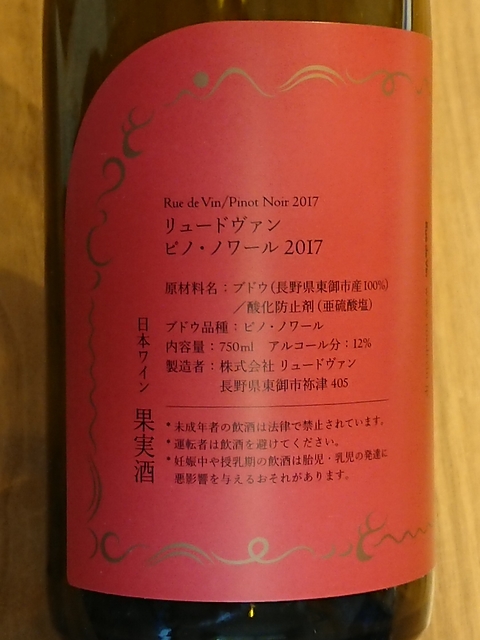 Rue de Vin/Pinot Noir 2017
リュードヴァン
ピノ・ノワール 2017
原材料名；ブドウ（長野県東御市産100%）
／酸化防止剤（亜硫酸塩）
ブドウ品種：ピノ・ノワール
内容量：750ml　アルコール分：12%
製造者：株式会社 リュードヴァン
長野県東御市祢津 405
日本ワイン　果実酒
*未成年者の飲酒は法律で禁止されています。
*運転者は飲酒を避けてください。
*妊娠中や授乳期の飲酒は胎児・乳児の発達に
悪影響を与えるおそれがあります。